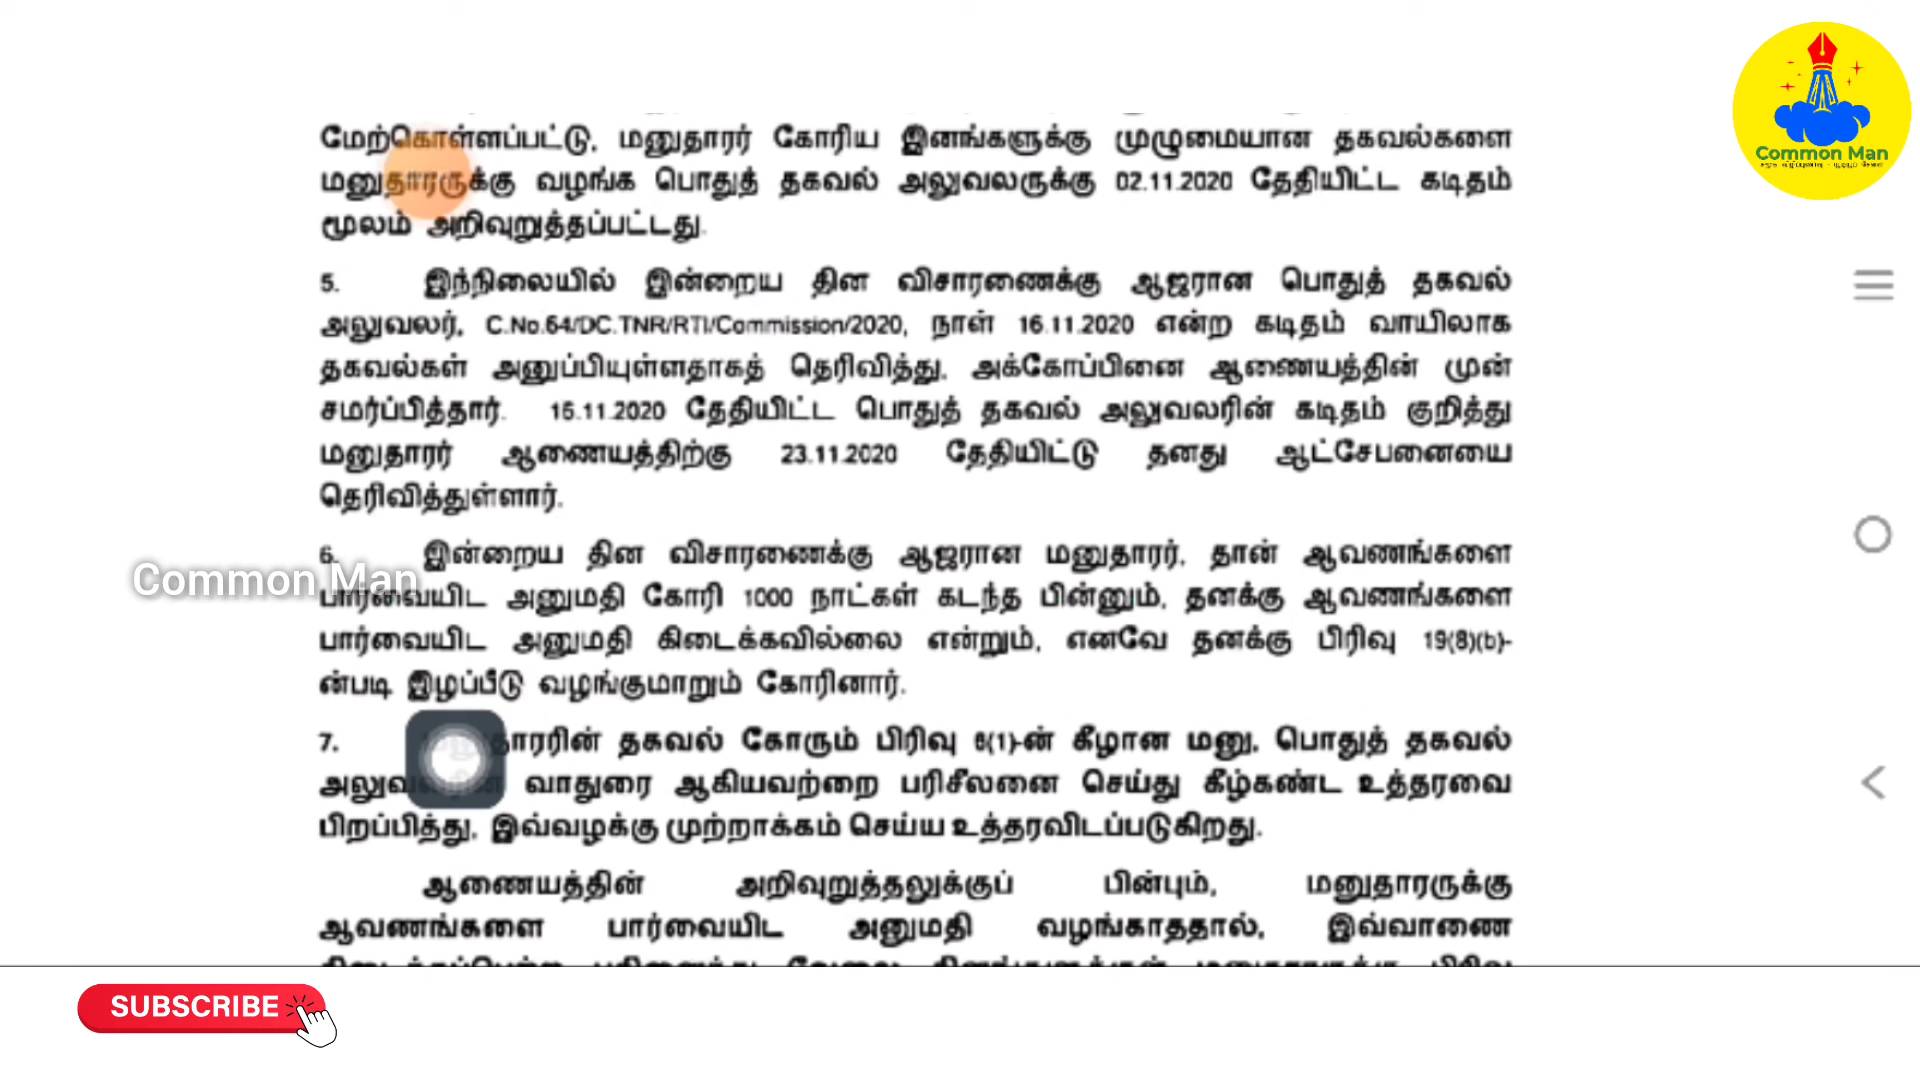 மேற்கொள்ளப்பட்டு, மனுதாரர் கோரிய இனங்களுக்கு முழுமையான தகவல்களை
மனுதாரருக்கு வழங்க பொதுத் தகவல் அலுவலருக்கு 02.11.2020 தேதியிட்ட கடிதம்
மூலம் அறிவுறுத்தப்பட்டது.
5. இந்நிலையில் இன்றைய தின விசாரணைக்கு ஆஜரான பொதுத் தகவல்
அலுவலர், C.No.64/DC.TNR/RTI/Commission/2020, நாள் 16.11.2020 என்ற கடிதம் வாயிலாக
தகவல்கள் அனுப்பியுள்ளதாகத் தெரிவித்து, அக்கோப்பினை ஆணையத்தின் முன்
சமர்ப்பித்தார். 16.11.2020 தேதியிட்ட பொதுத் தகவல் அலுவலரின் கடிதம் குறித்து
மனுதாரர் ஆணையத்திற்கு 23.11.2020 தேதியிட்டு தனது ஆட்சேபனையை
தெரிவித்துள்ளார்.
6. இன்றைய தின விசாரணைக்கு ஆஜரான மனுதாரர், தான் ஆவணங்களை
பார்வையிட அனுமதி கோரி 1000 நாட்கள் கடந்த பின்னும், தனக்கு ஆவணங்களை
பார்வையிட அனுமதி கிடைக்கவில்லை என்றும், எனவே தனக்கு பிரிவு 19(8)(b)-
ன்படி இழப்பீடு வழங்குமாறும் கோரினார்.
7. தகவல் கோரும் பிரிவு 6(1)-ன் கீழான மனு, பொதுத் தகவல்
வாதுரை ஆகியவற்றை பரிசீலனை செய்து கீழ்கண்ட உத்தரவை
பிறப்பித்து, இவ்வழக்கு முற்றாக்கம் செய்ய உத்தரவிடப்படுகிறது.
ஆணையத்தின் அறிவுறுத்தலுக்குப் பின்பும், மனுதாரருக்கு
ஆவணங்களை பார்வையிட அனுமதி வழங்காததால், இவ்வாணை
Common Man
Common Man
SUBSCRIBE